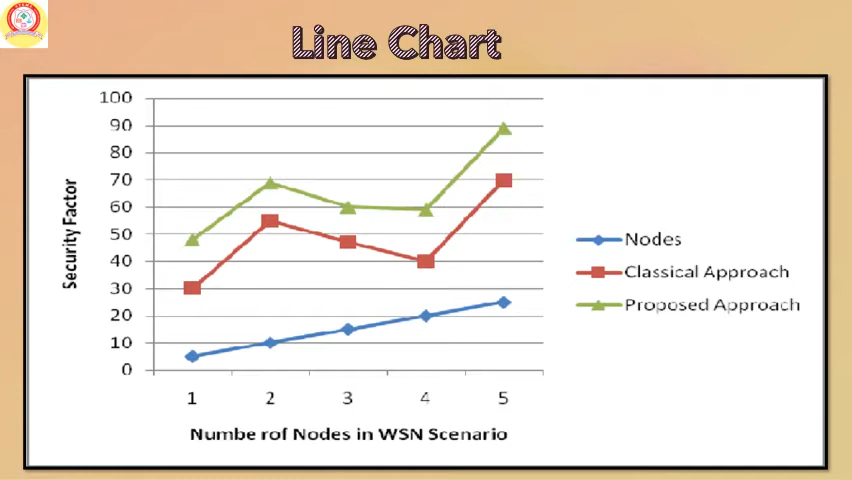 Line Chart
100
90
80
70
60
50
40
30
20
10
0
Security Factor
1 2 3 4 5
Numbe rof Nodes in WSN Scenario
Nodes
Classical Approach
Proposed Approach